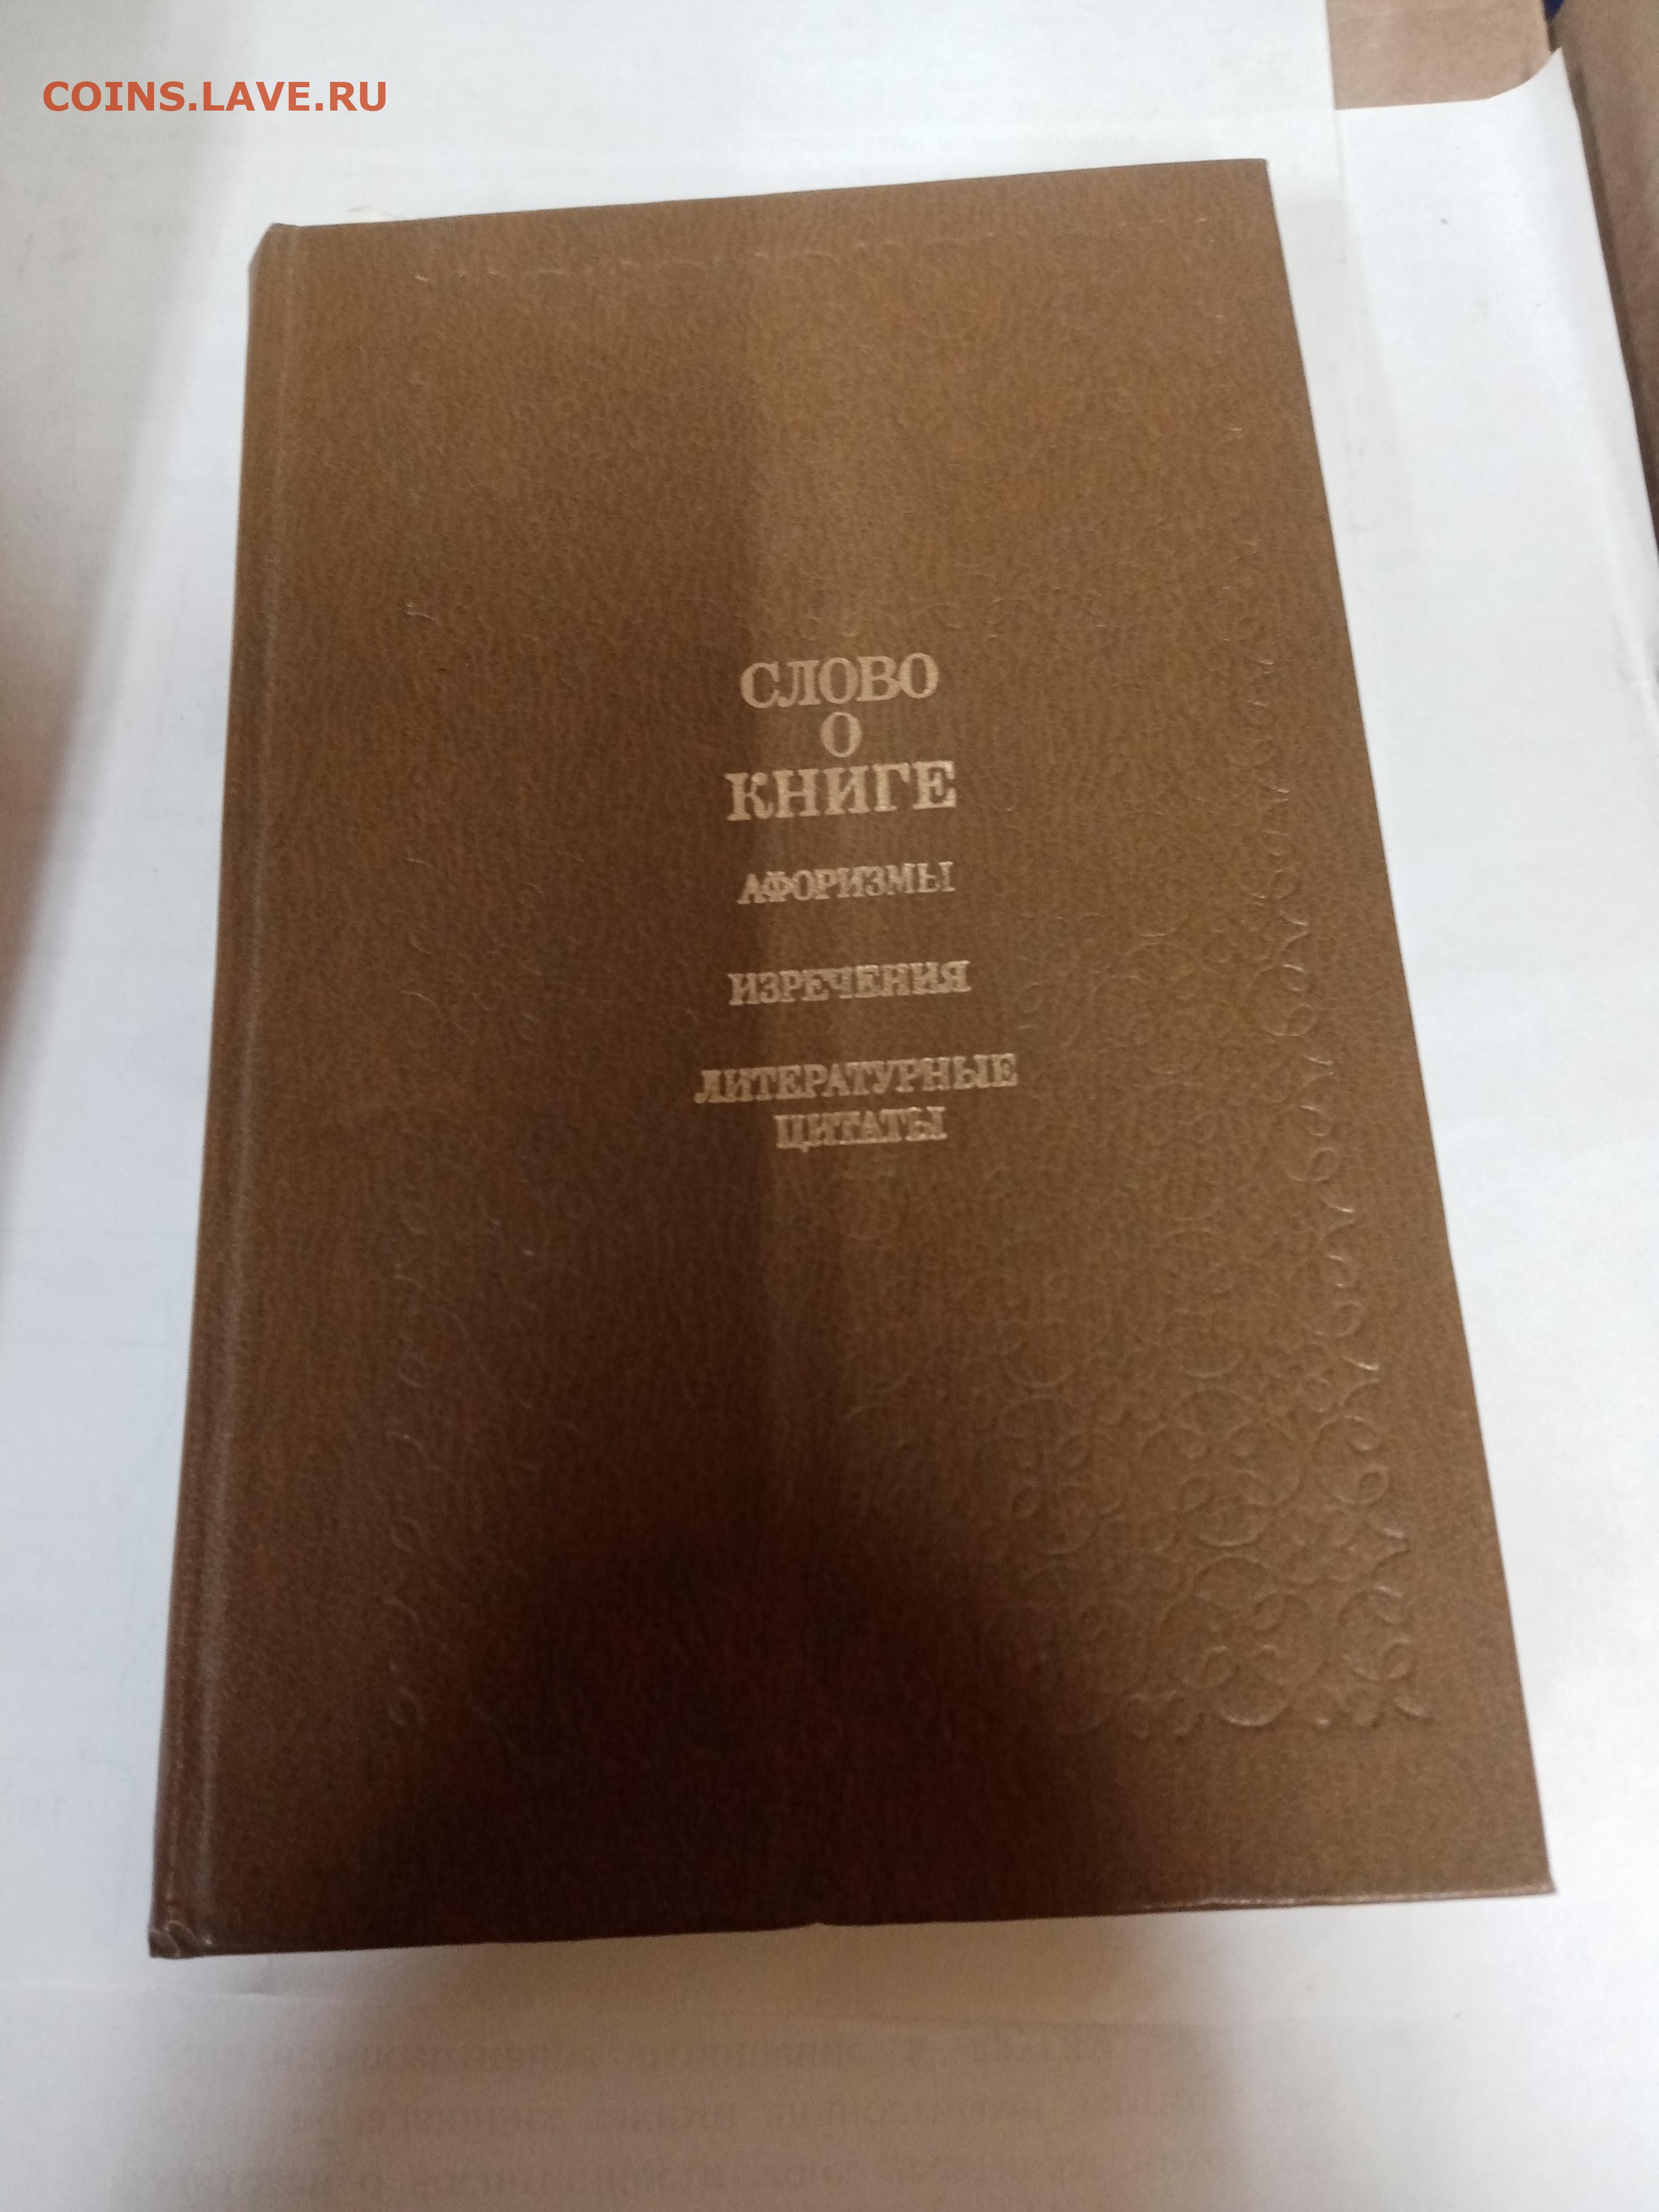 COINS.LAVE.RU
СЛОВО
О
КНИГЕ
АФОРИЗМЫ
ИЗРЕЧЕНИЯ
ЛИТЕРАТУРНЫЕ
ЦИТАТЫ